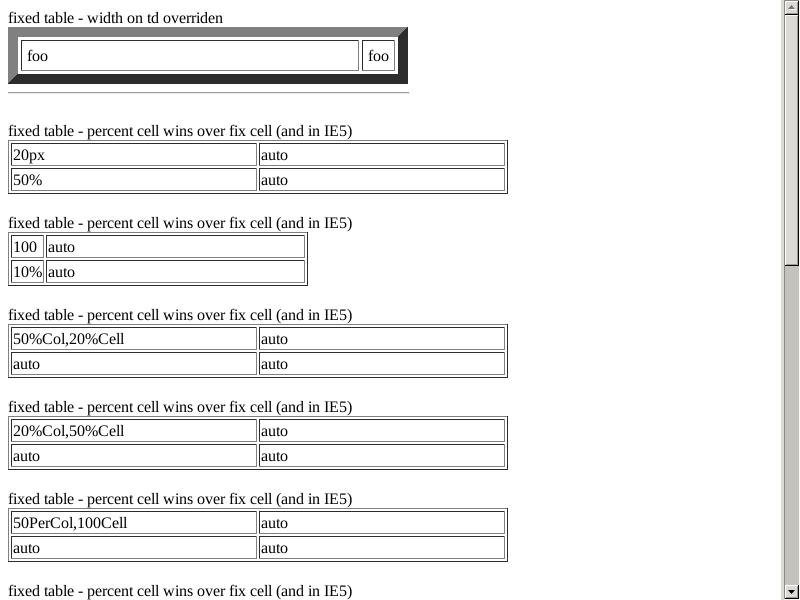 fixed table - width on td overriden
foo foo
fixed table - percent cell wins over fix cell (and in IE5)
20px auto
50% auto
fixed table - percent cell wins over fix cell (and in IE5)
100 auto
10% auto
fixed table - percent cell wins over fix cell (and in IE5)
50%Col,20%Cell auto
auto auto
fixed table - percent cell wins over fix cell (and in IE5)
20%Col,50%Cell auto
auto auto
fixed table - percent cell wins over fix cell (and in IE5)
50PerCol,100Cell auto
auto auto
fixed table - percent cell wins over fix cell (and in IE5)